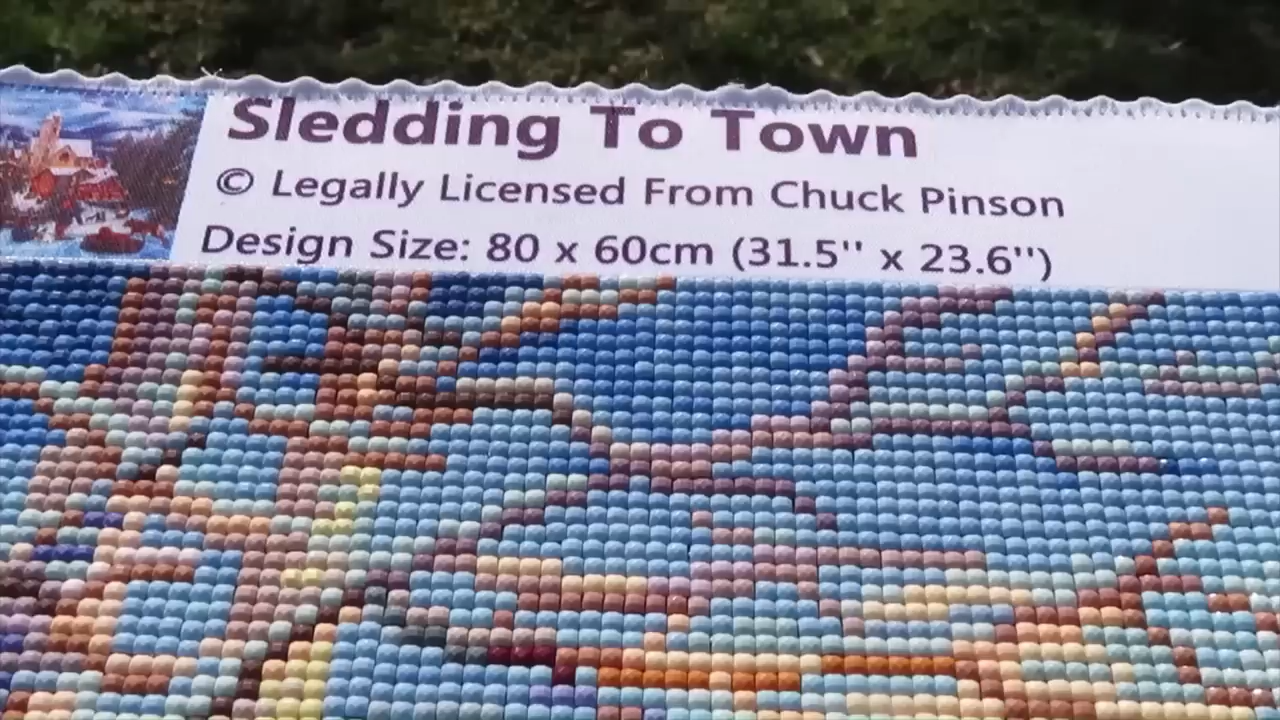 Sledding To Town
© Legally Licensed From Chuck Pinson
Design Size: 80 x 60cm (31.5'' x 23.6'')